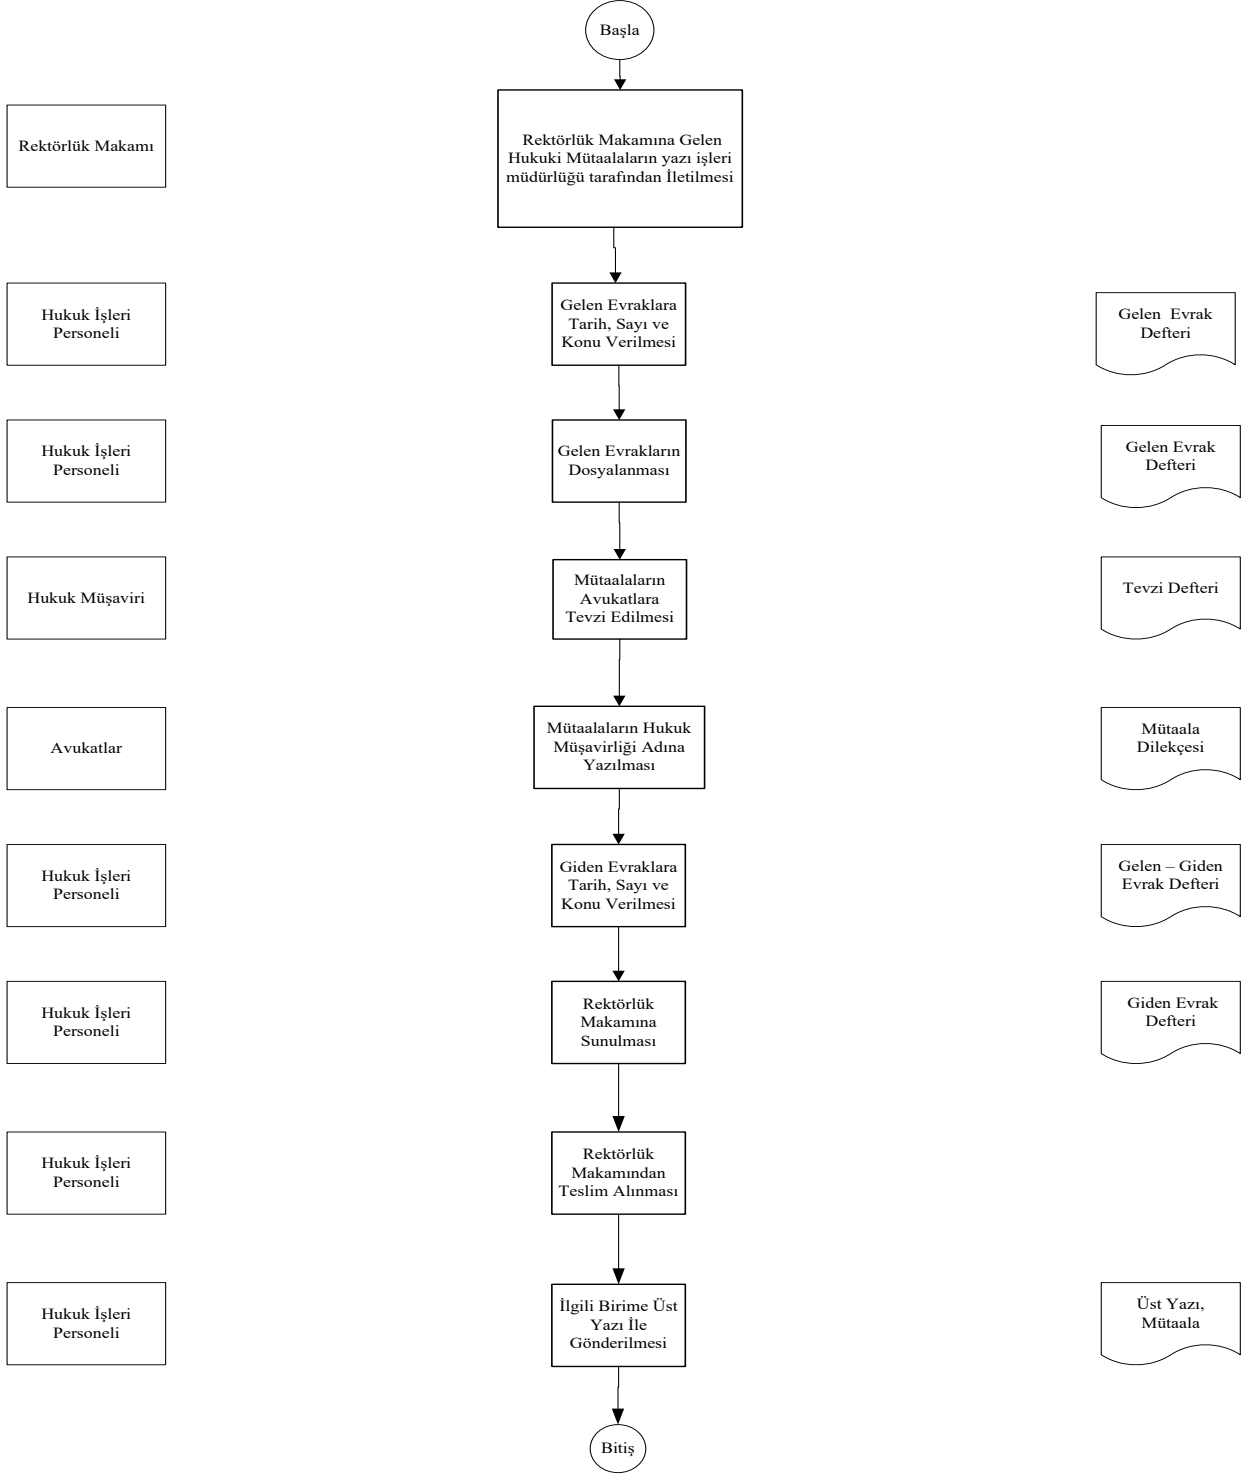 Başla
Rektörlük Makamı
Rektörlük Makamına Gelen
Hukuki Mütaalaların yazı işleri
müdürlüğü tarafından İletilmesi
Hukuk İşleri
Personeli
Gelen Evraklara
Tarih, Sayı ve
Konu Verilmesi
Gelen Evrak
Defteri
Hukuk İşleri
Personeli
Gelen Evrakların
Dosyalanması
Gelen Evrak
Defteri
Hukuk Müşaviri
Mütaalaların
Avukatlara
Tevzi Edilmesi
Tevzi Defteri
Avukatlar
Mütaalaların Hukuk
Müşavirliği Adına
Yazılması
Mütaala
Dilekçesi
Hukuk İşleri
Personeli
Giden Evraklara
Tarih, Sayı ve
Konu Verilmesi
Gelen – Giden
Evrak Defteri
Hukuk İşleri
Personeli
Rektörlük
Makamına
Sunulması
Giden Evrak
Defteri
Hukuk İşleri
Personeli
Rektörlük
Makamından
Teslim Alınması
Hukuk İşleri
Personeli
İlgili Birime Üst
Yazı İle
Gönderilmesi
Üst Yazı,
Mütaala
Bitiş